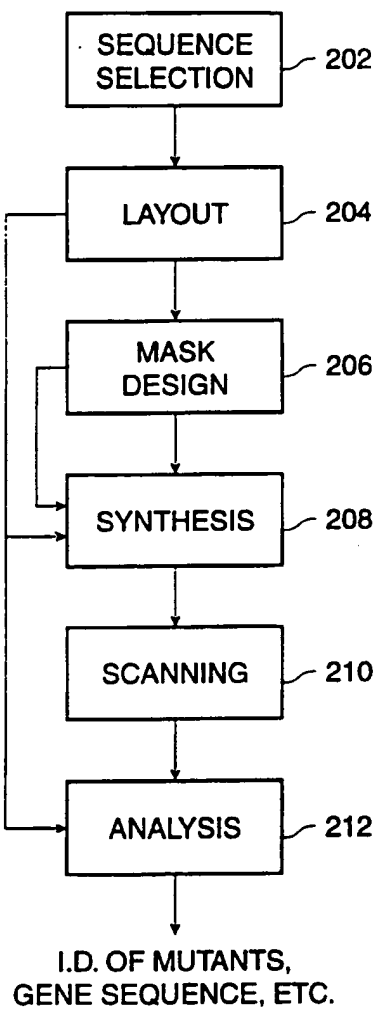 SEQUENCE
SELECTION
202
LAYOUT
204
MASK
DESIGN
206
SYNTHESIS
208
SCANNING
210
ANALYSIS
212
I.D. OF MUTANTS,
GENE SEQUENCE, ETC.